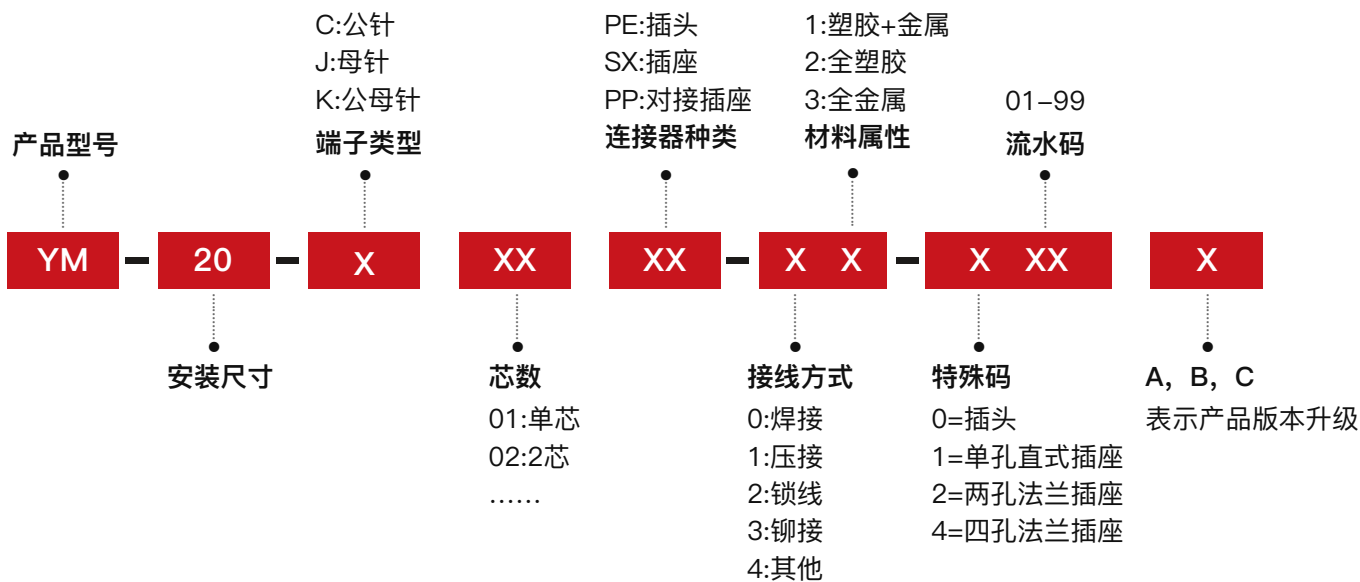 C:公针
J:母针
K:公母针
端子类型
PE:插头
SX:插座
PP:对接插座
连接器种类
1:塑胶+金属
2:全塑胶
3:全金属
材料属性
01–99
流水码
产品型号
YM – 20 – X XX XX – X X – X XX X
安装尺寸
芯数
01:单芯
02:2芯
……
接线方式
0:焊接
1:压接
2:锁线
3:铆接
4:其他
特殊码
0=插头
1=单孔直式插座
2=两孔法兰插座
4=四孔法兰插座
A，B，C
表示产品版本升级